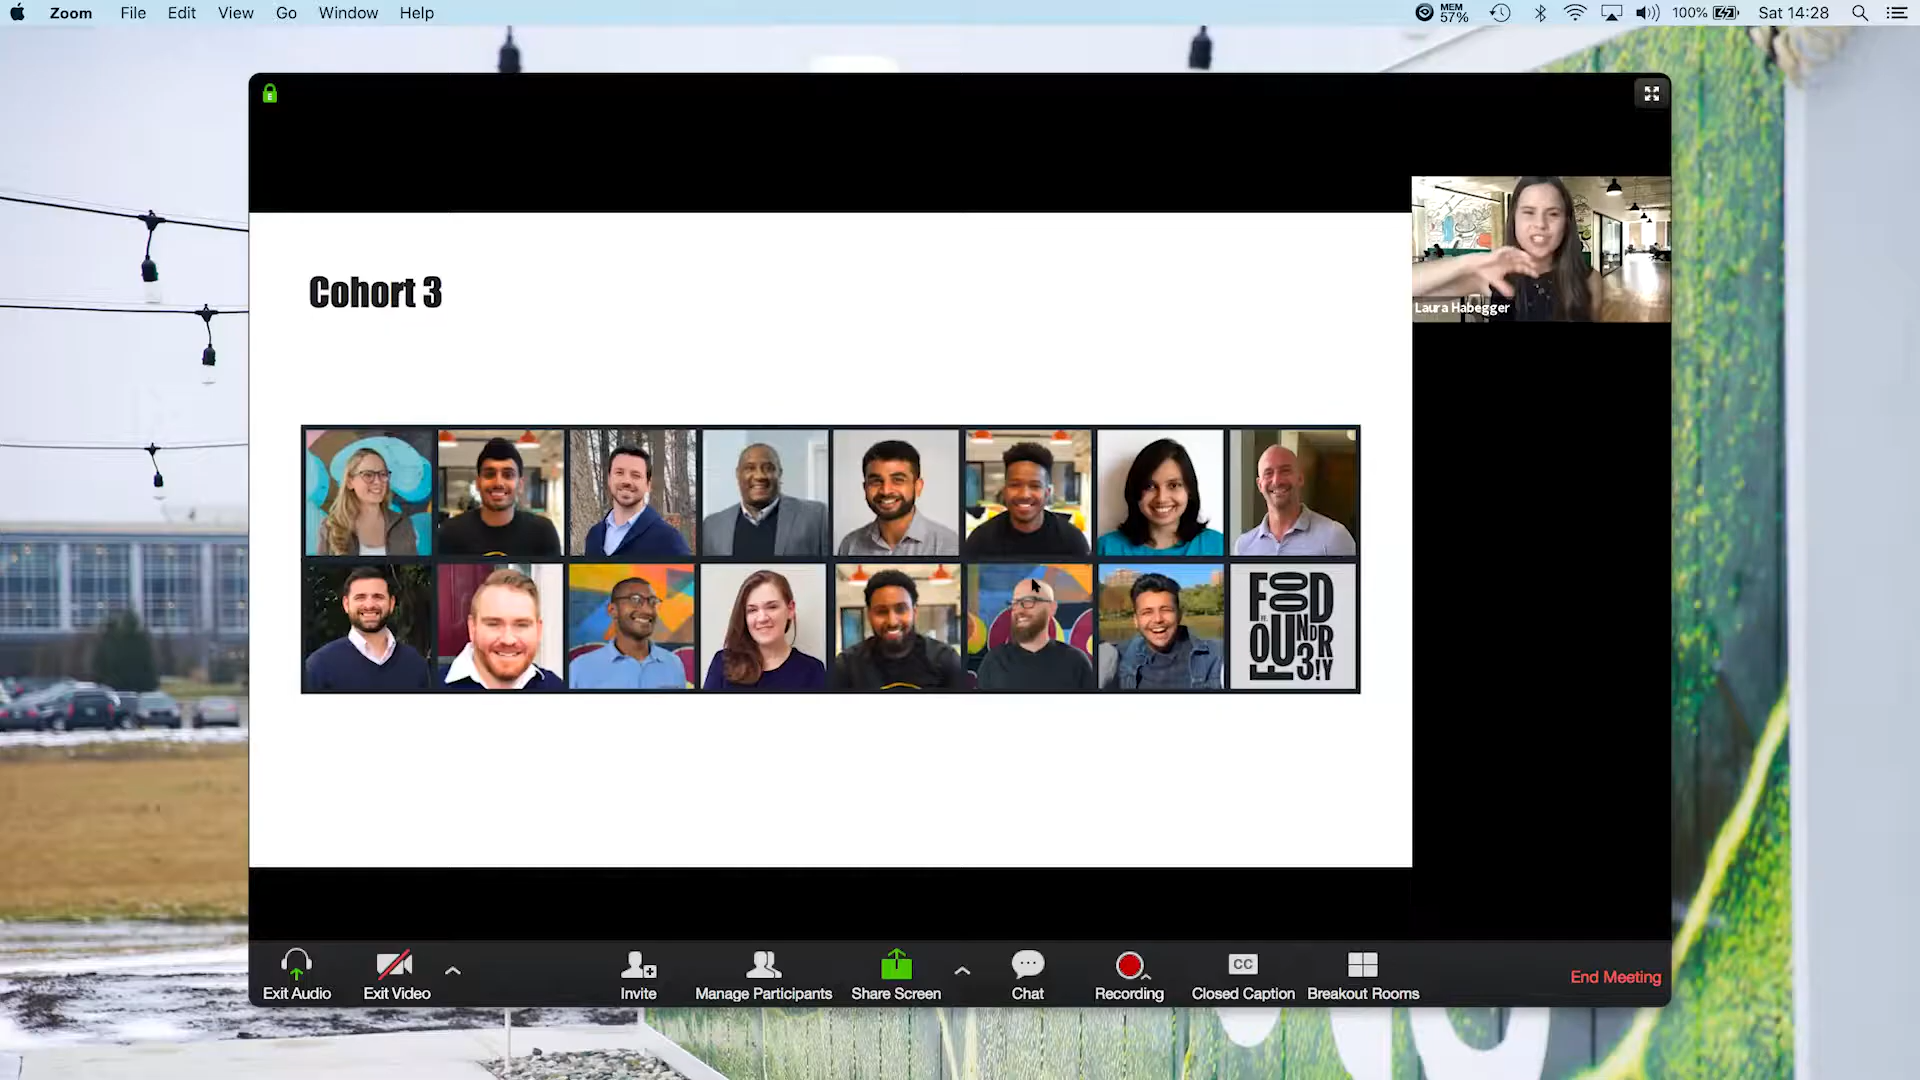 Zoom File Edit View Go Window Help MEM 57% 100% Sat 14:28
Laura Habegger
Cohort 3
FOOD
FOUNDR
3!Y
Exit Audio Exit Video Invite Manage Participants Share Screen Chat Recording CC Closed Caption Breakout Rooms End Meeting